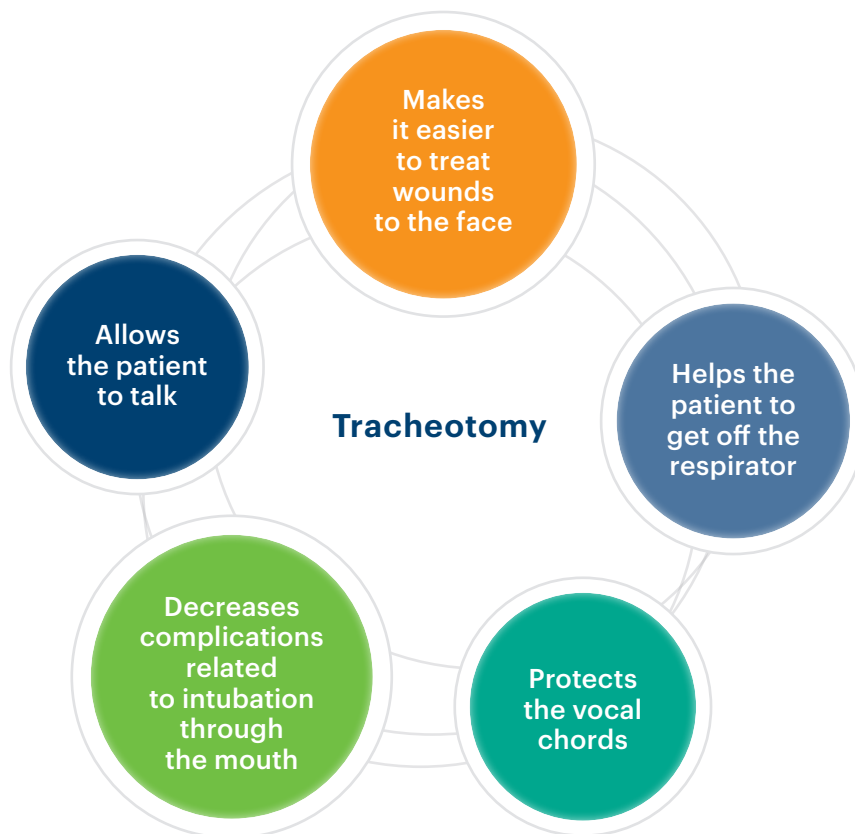 Makes
it easier
to treat
wounds
to the face
Allows
the patient
to talk
Helps the
patient to
get off the
respirator
Tracheotomy
Decreases
complications
related
to intubation
through
the mouth
Protects
the vocal
chords